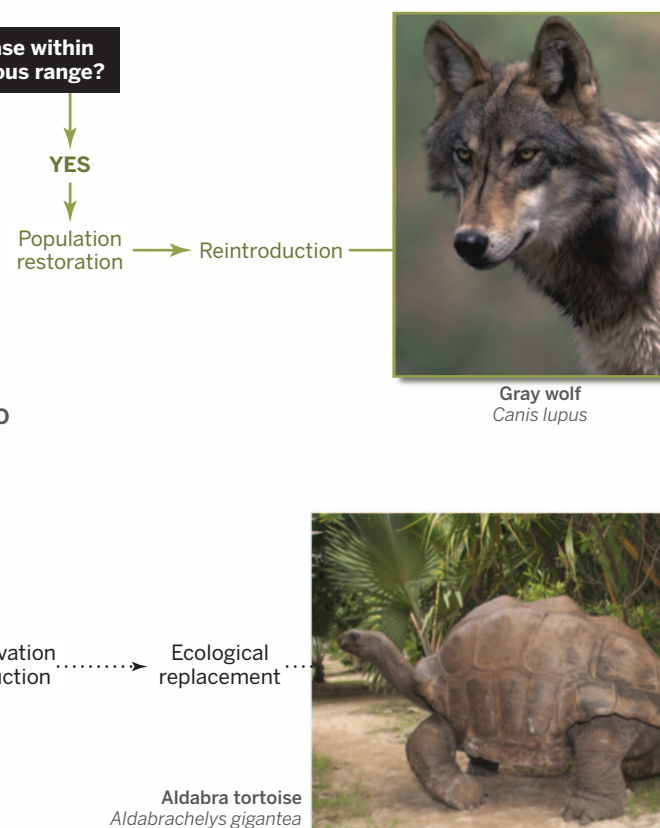 ase within
ous range?
YES
Population
restoration
Reintroduction
Gray wolf
Canis lupus
O
vation
uction
Ecological
replacement
Aldabra tortoise
Aldabrachelys gigantea